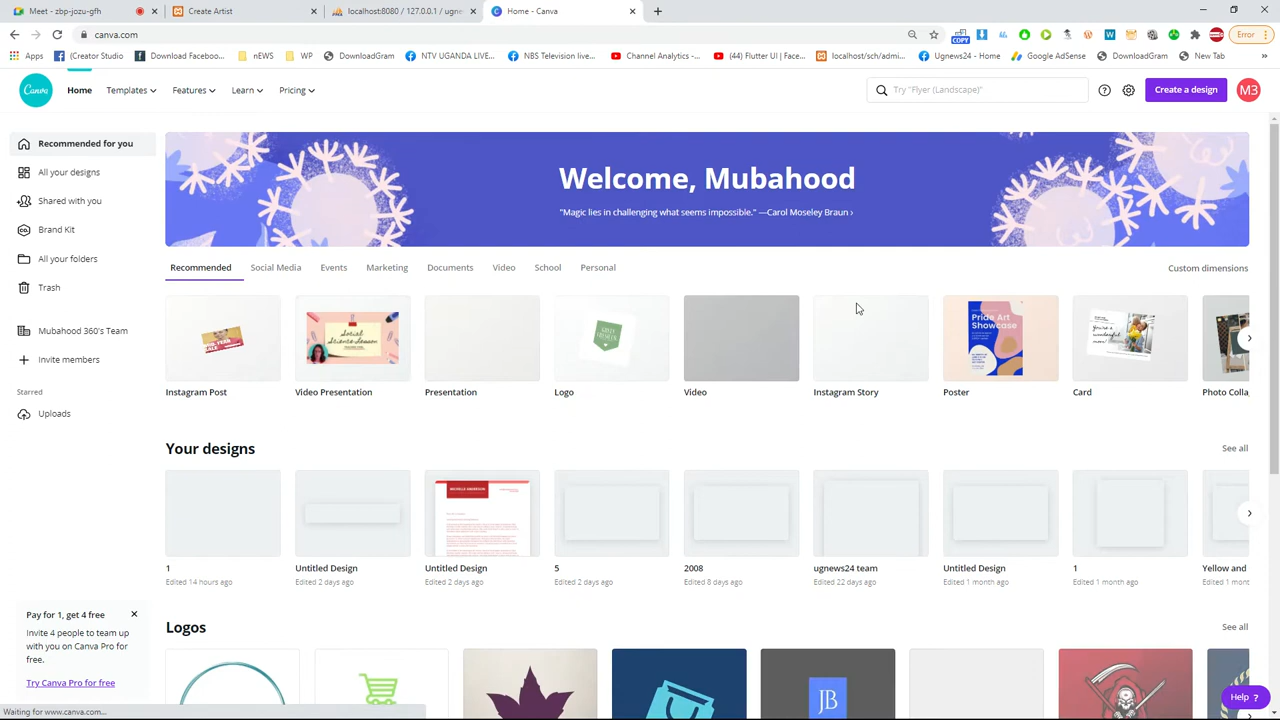 Meet - zbp-jozu-gfh
Create Artist
localhost:8080 / 127.0.0.1 / ugne
Home - Canva
canva.com
COPY
Error
Apps
(Creator Studio
Download Facebook...
nEWS
WP
DownloadGram
NTV UGANDA LIVE...
NBS Television live...
Channel Analytics -...
(44) Flutter UI | Face...
localhost/sch/admi...
Ugnews24 - Home
Google AdSense
DownloadGram
New Tab
Canva
Home
Templates
Features
Learn
Pricing
Try "Flyer (Landscape)"
Create a design
M3
Recommended for you
All your designs
Shared with you
Brand Kit
All your folders
Trash
Mubahood 360's Team
Invite members
Starred
Uploads
Welcome, Mubahood
"Magic lies in challenging what seems impossible." —Carol Moseley Braun ›
Recommended
Social Media
Events
Marketing
Documents
Video
School
Personal
Custom dimensions
Social
Science Lesson
Pride Art
Showcase
Instagram Post
Video Presentation
Presentation
Logo
Video
Instagram Story
Poster
Card
Photo Colla
Your designs
See all
1
Untitled Design
Untitled Design
5
2008
ugnews24 team
Untitled Design
1
Yellow and
Edited 14 hours ago
Edited 2 days ago
Edited 2 days ago
Edited 2 days ago
Edited 8 days ago
Edited 22 days ago
Edited 1 month ago
Edited 1 month ago
Edited 1 mont
Logos
See all
JB
Pay for 1, get 4 free
Invite 4 people to team up
with you on Canva Pro for
free.
Try Canva Pro for free
Help ?
Waiting for www.canva.com...